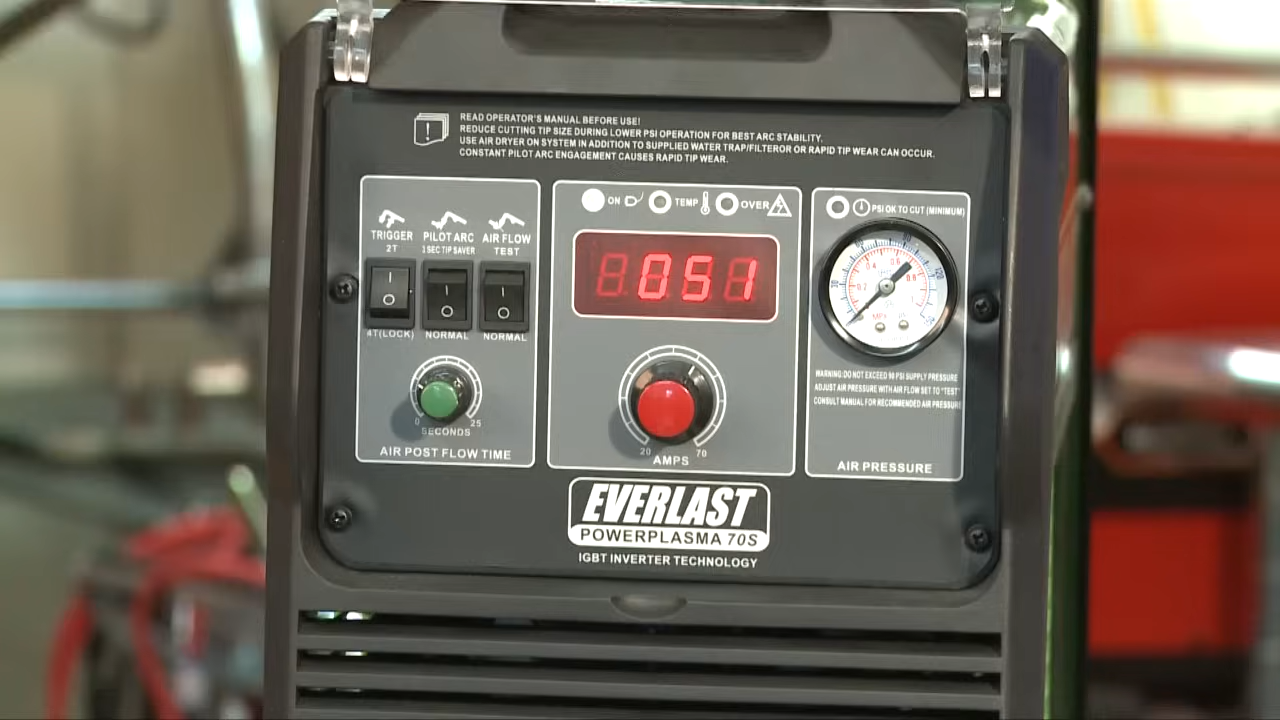 READ OPERATOR'S MANUAL BEFORE USE!
REDUCE CUTTING TIP SIZE DURING LOWER PSI OPERATION FOR BEST ARC STABILITY.
USE AIR DRYER ON SYSTEM IN ADDITION TO SUPPLIED WATER TRAP/FILTEROR OR RAPID TIP WEAR CAN OCCUR.
CONSTANT PILOT ARC ENGAGEMENT CAUSES RAPID TIP WEAR.
TRIGGER
2T
PILOT ARC
1 SEC TIP SAVER
AIR FLOW
TEST
4T(LOCK)
NORMAL
NORMAL
0
25
SECONDS
AIR POST FLOW TIME
ON
TEMP
OVER
051
20
70
AMPS
PSI OK TO CUT (MINIMUM)
WARNING: DO NOT EXCEED 90 PSI SUPPLY PRESSURE
ADJUST AIR PRESSURE WITH AIR FLOW SET TO "TEST"
CONSULT MANUAL FOR RECOMMENDED AIR PRESSURE
AIR PRESSURE
EVERLAST
POWERPLASMA 70S
IGBT INVERTER TECHNOLOGY